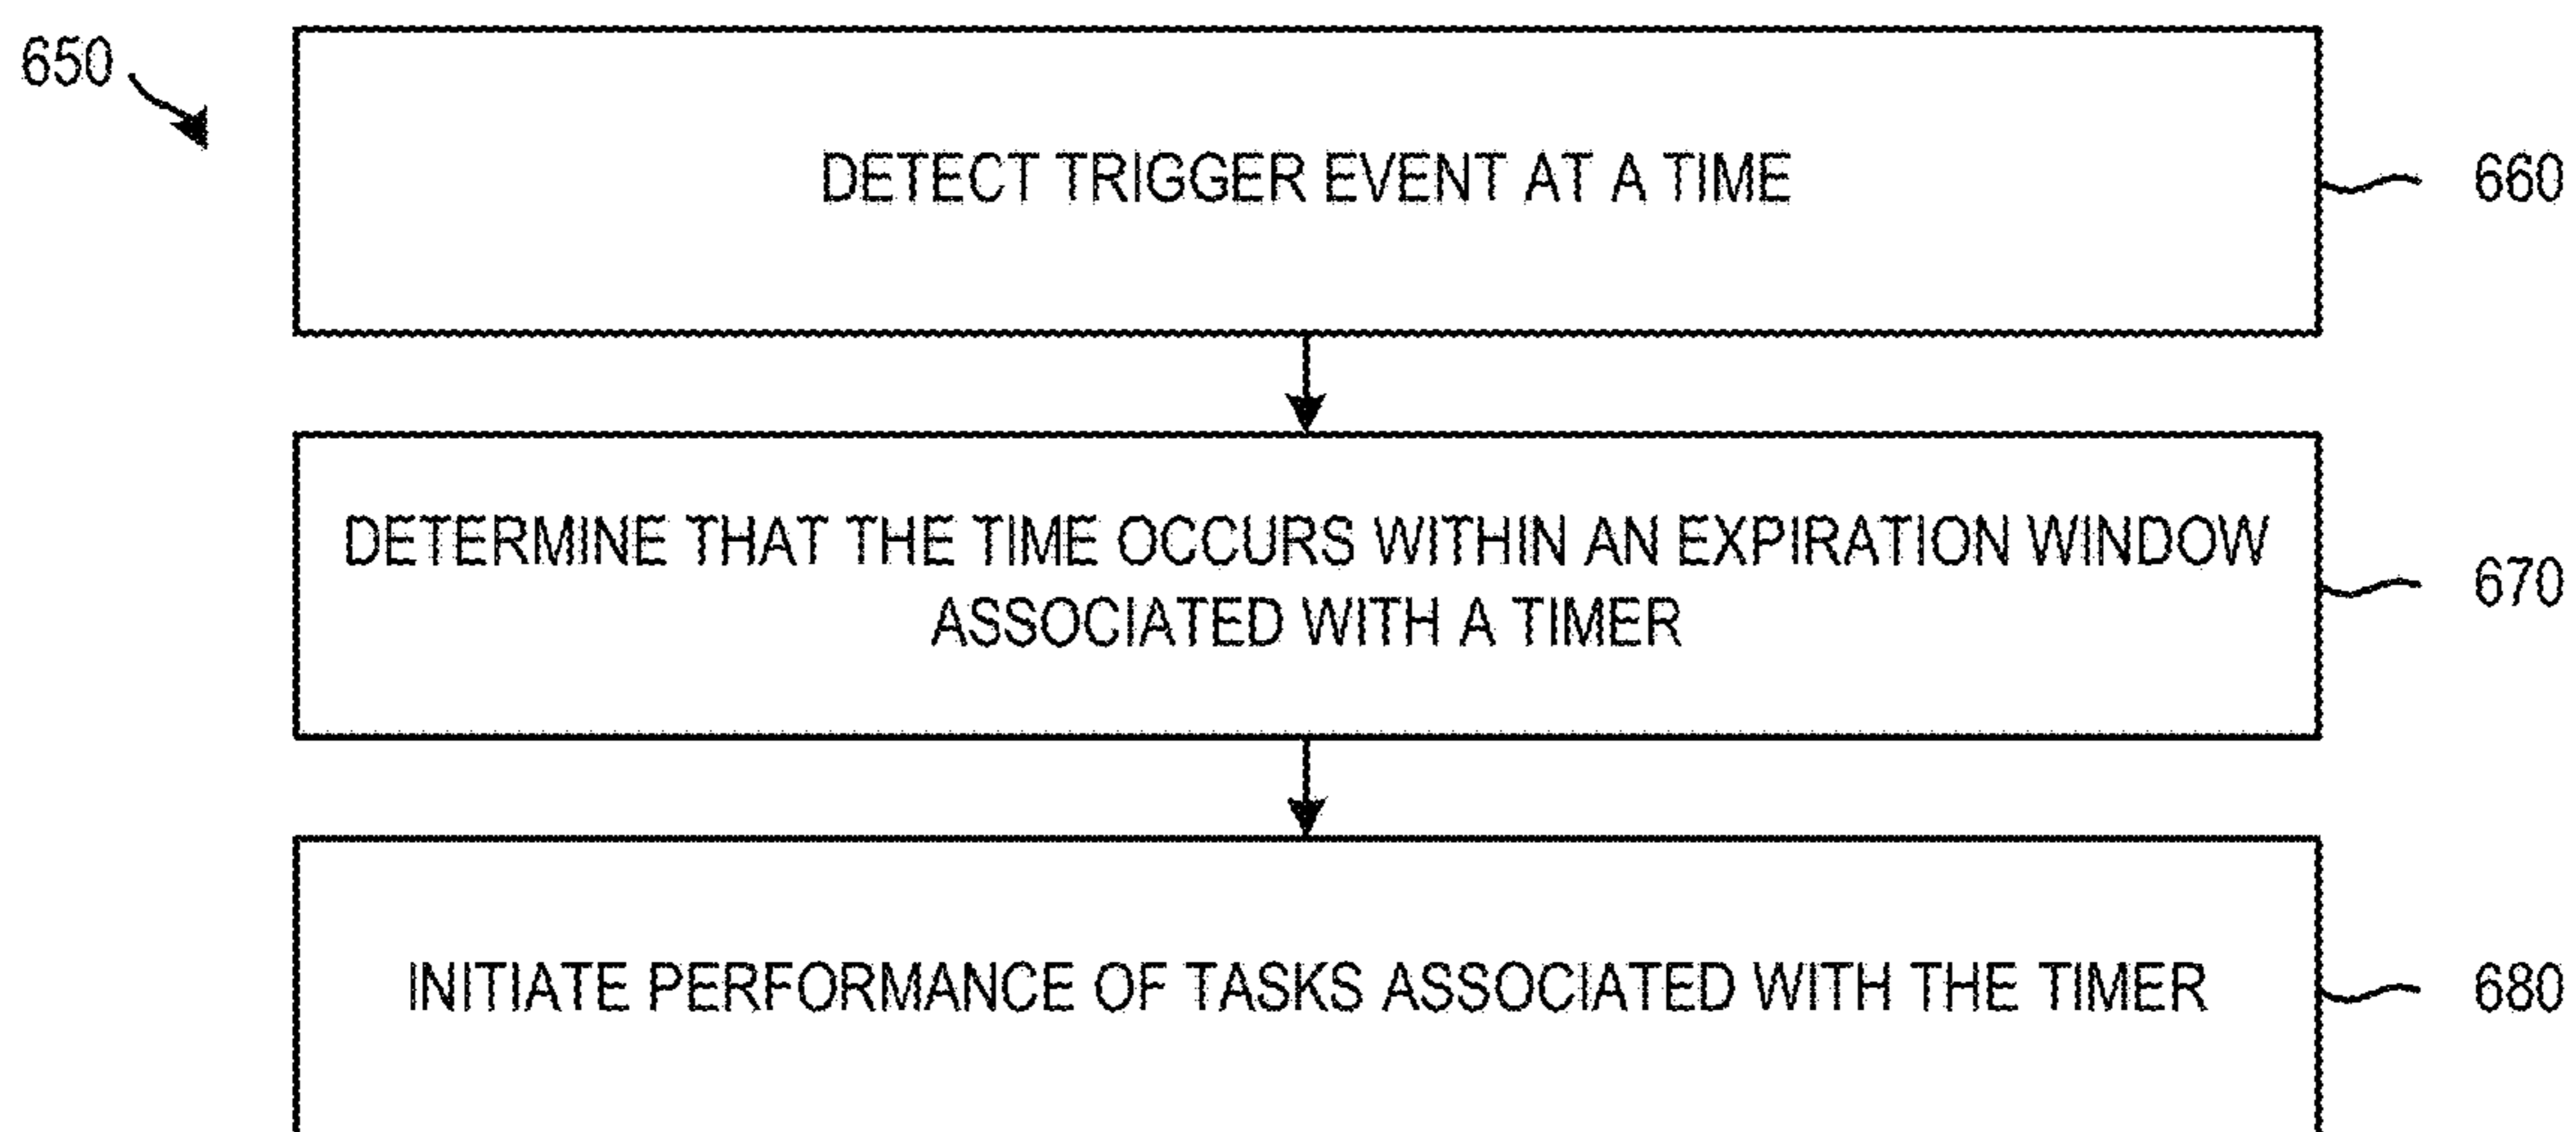 650
DETECT TRIGGER EVENT AT A TIME
660
DETERMINE THAT THE TIME OCCURS WITHIN AN EXPIRATION WINDOW
ASSOCIATED WITH A TIMER
670
INITIATE PERFORMANCE OF TASKS ASSOCIATED WITH THE TIMER
680